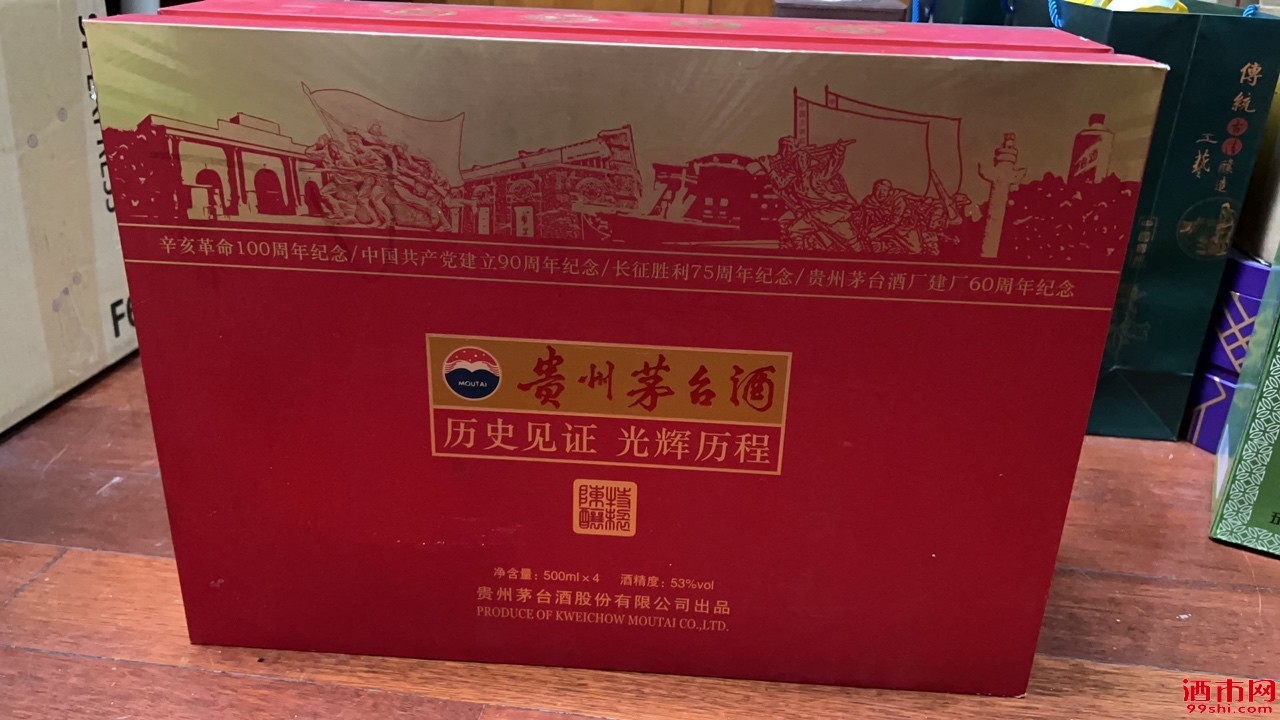 辛亥革命100周年纪念/中国共产党建立90周年纪念/长征胜利75周年纪念/贵州茅台酒厂建厂60周年纪念
MOUTAI
贵州茅台酒
历史见证 光辉历程
净含量：500ml×4 酒精度：53%vol
贵州茅台酒股份有限公司出品
PRODUCE OF KWEICHOW MOUTAI CO.,LTD.
傳統
工藝
釀造
酒市网
99shi.com